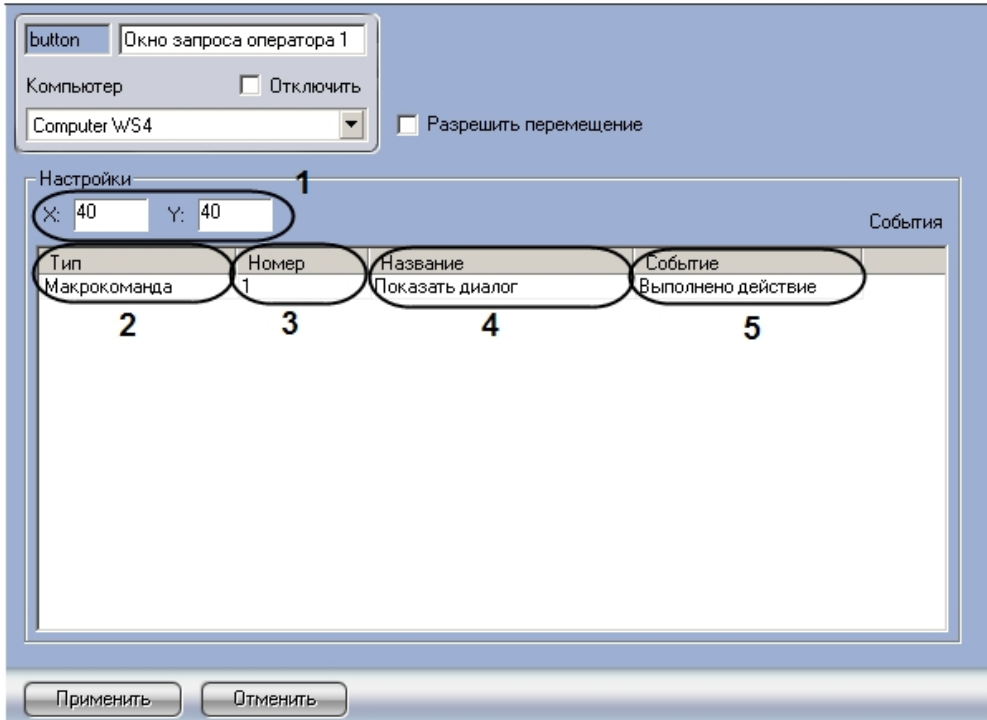 button Окно запроса оператора 1
Компьютер Отключить
Computer WS4 Разрешить перемещение
Настройки 1
X: 40 Y: 40
События
Тип Номер Название Событие
Макрокоманда 1 Показать диалог Выполнено действие
2 3 4 5
Применить Отменить